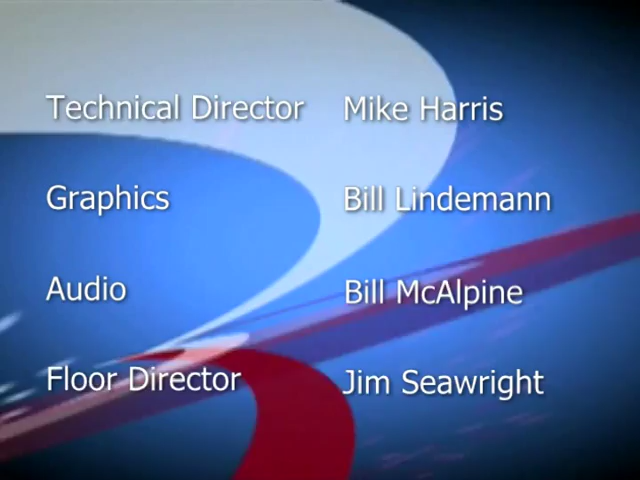 Technical Director Mike Harris
Graphics Bill Lindemann
Audio Bill McAlpine
Floor Director Jim Seawright